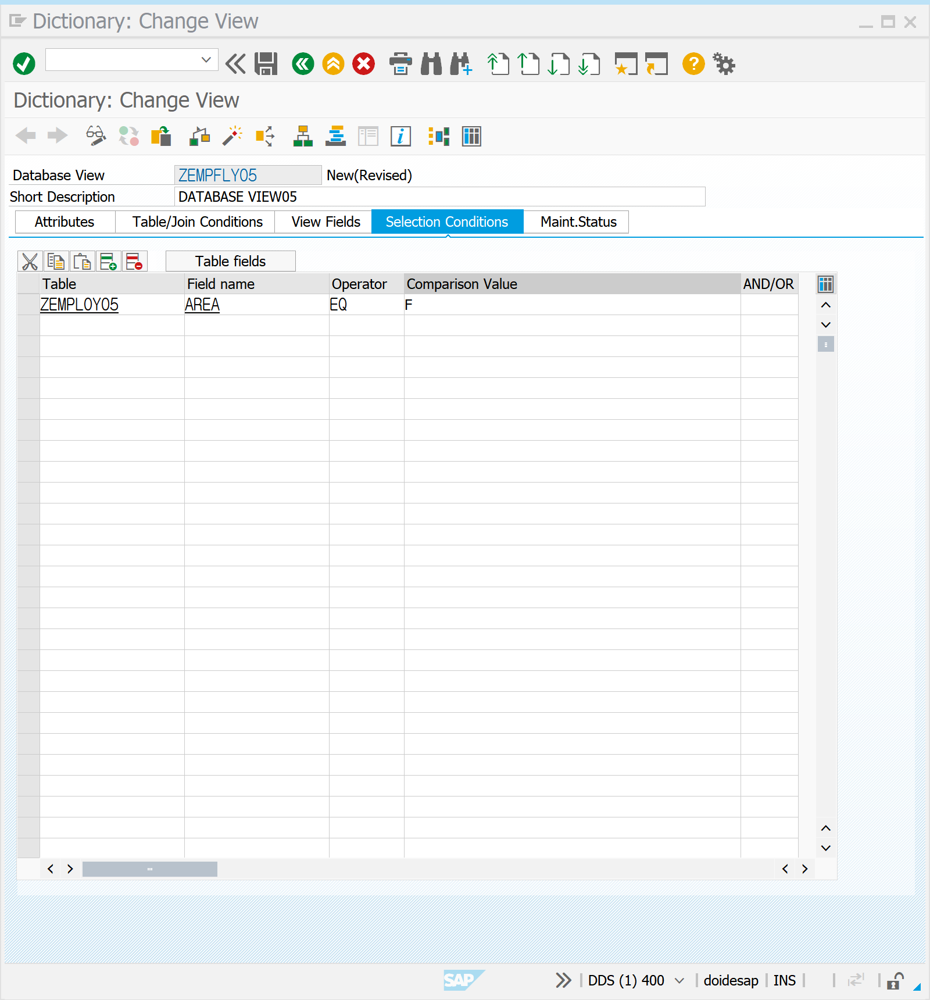 Dictionary: Change View
Dictionary: Change View
Database View ZEMPFLY05 New(Revised)
Short Description DATABASE VIEW05
Attributes Table/Join Conditions View Fields Selection Conditions Maint.Status
Table fields
Table Field name Operator Comparison Value AND/OR
ZEMPLOY05 AREA EQ F
SAP DDS (1) 400 doidesap INS